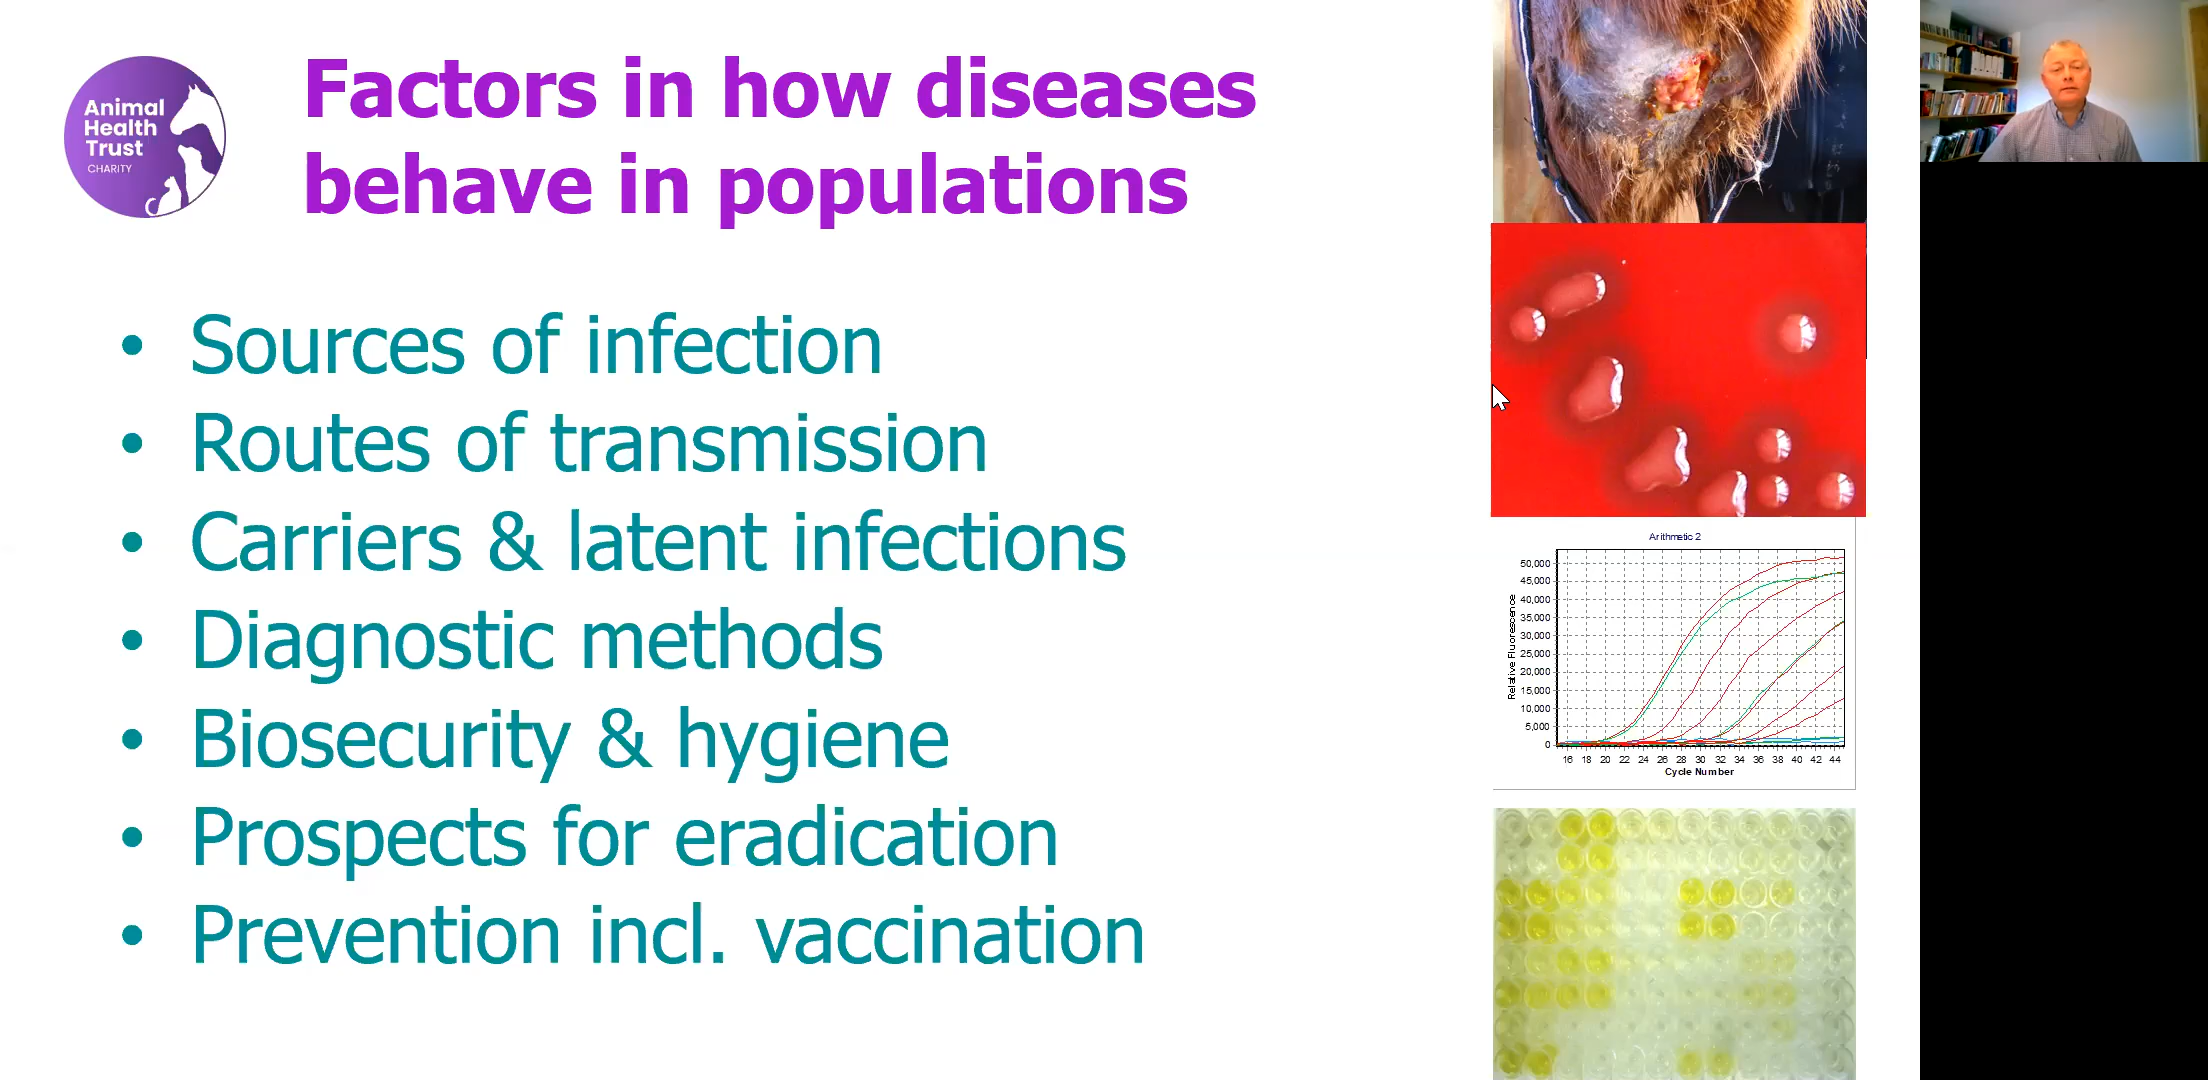 Animal
Health
Trust
CHARITY
Factors in how diseases
behave in populations
• Sources of infection
• Routes of transmission
• Carriers & latent infections
• Diagnostic methods
• Biosecurity & hygiene
• Prospects for eradication
• Prevention incl. vaccination
Arithmetic 2
Relative Fluorescence
50,000
45,000
40,000
35,000
30,000
25,000
20,000
15,000
10,000
5,000
0
16 18 20 22 24 26 28 30 32 34 36 38 40 42 44
Cycle Number